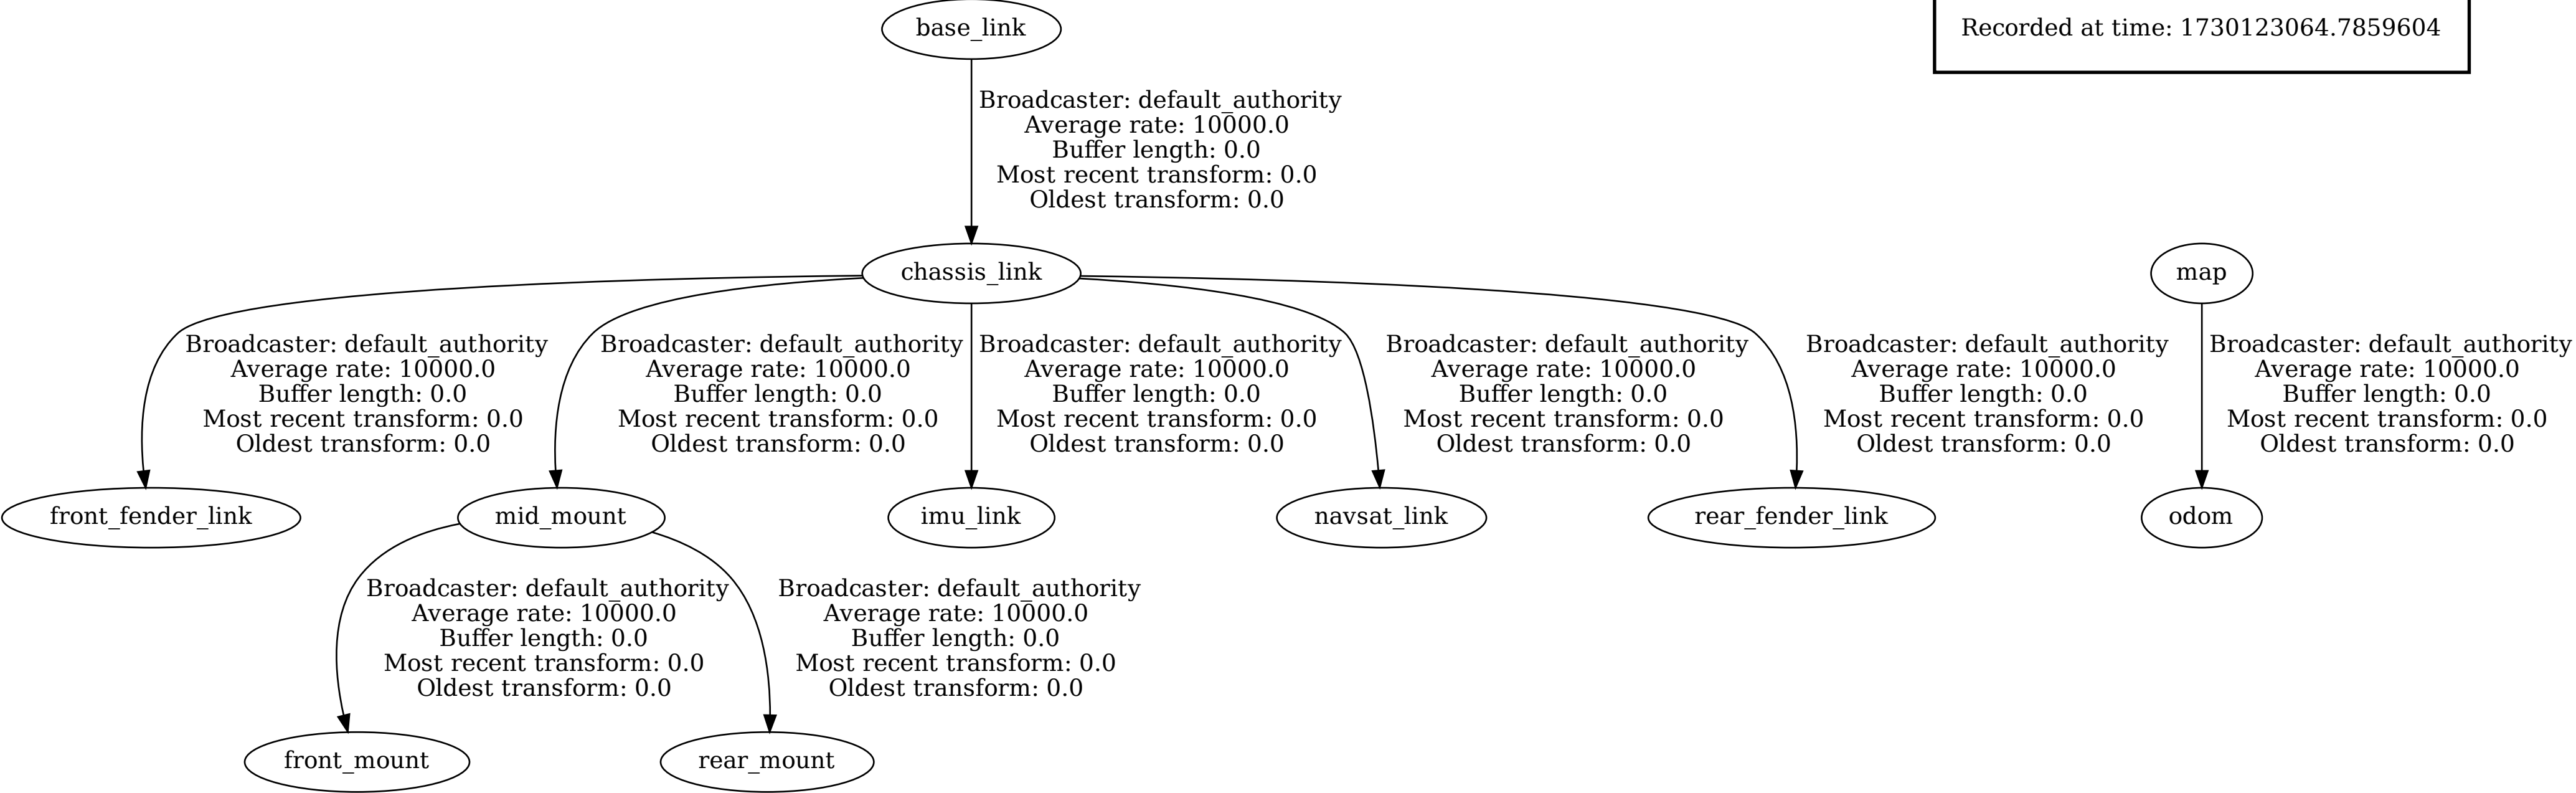 base_link
Recorded at time: 1730123064.7859604
Broadcaster: default_authority
Average rate: 10000.0
Buffer length: 0.0
Most recent transform: 0.0
Oldest transform: 0.0
chassis_link
map
Broadcaster: default_authority
Average rate: 10000.0
Buffer length: 0.0
Most recent transform: 0.0
Oldest transform: 0.0
Broadcaster: default_authority
Average rate: 10000.0
Buffer length: 0.0
Most recent transform: 0.0
Oldest transform: 0.0
Broadcaster: default_authority
Average rate: 10000.0
Buffer length: 0.0
Most recent transform: 0.0
Oldest transform: 0.0
Broadcaster: default_authority
Average rate: 10000.0
Buffer length: 0.0
Most recent transform: 0.0
Oldest transform: 0.0
Broadcaster: default_authority
Average rate: 10000.0
Buffer length: 0.0
Most recent transform: 0.0
Oldest transform: 0.0
Broadcaster: default_authority
Average rate: 10000.0
Buffer length: 0.0
Most recent transform: 0.0
Oldest transform: 0.0
front_fender_link
mid_mount
imu_link
navsat_link
rear_fender_link
odom
Broadcaster: default_authority
Average rate: 10000.0
Buffer length: 0.0
Most recent transform: 0.0
Oldest transform: 0.0
Broadcaster: default_authority
Average rate: 10000.0
Buffer length: 0.0
Most recent transform: 0.0
Oldest transform: 0.0
front_mount
rear_mount